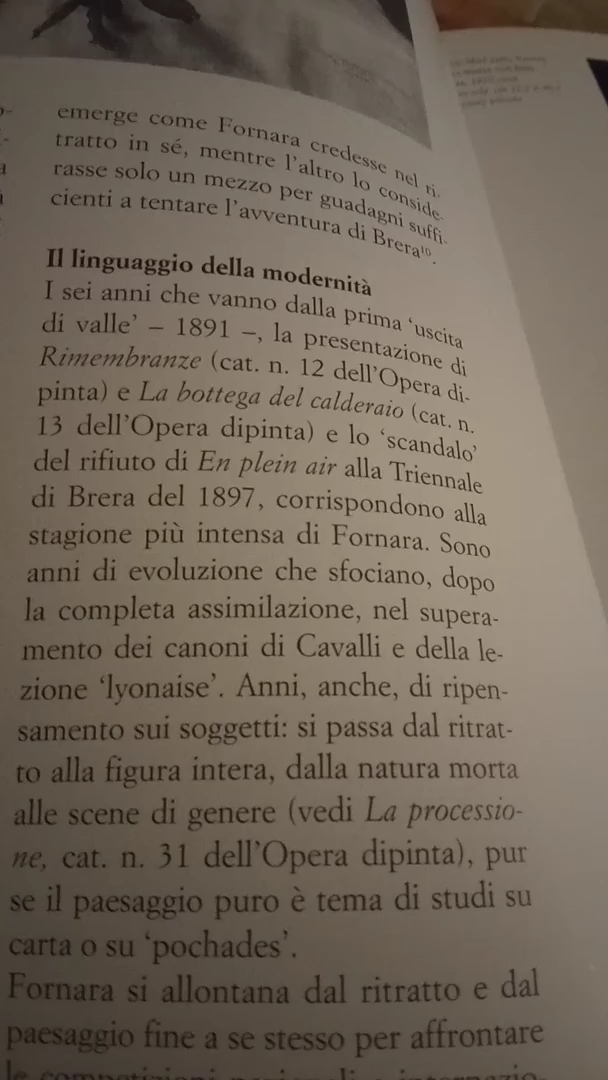 emerge come Fornara credesse nel ri-
tratto in sé, mentre l'altro lo conside-
rasse solo un mezzo per guadagni suffi-
cienti a tentare l'avventura di Brera¹⁰.
Il linguaggio della modernità
I sei anni che vanno dalla prima 'uscita
di valle' – 1891 –, la presentazione di
Rimembranze (cat. n. 12 dell'Opera di-
pinta) e La bottega del calderaio (cat. n.
13 dell'Opera dipinta) e lo 'scandalo'
del rifiuto di En plein air alla Triennale
di Brera del 1897, corrispondono alla
stagione più intensa di Fornara. Sono
anni di evoluzione che sfociano, dopo
la completa assimilazione, nel supera-
mento dei canoni di Cavalli e della le-
zione 'lyonaise'. Anni, anche, di ripen-
samento sui soggetti: si passa dal ritrat-
to alla figura intera, dalla natura morta
alle scene di genere (vedi La processio-
ne, cat. n. 31 dell'Opera dipinta), pur
se il paesaggio puro è tema di studi su
carta o su 'pochades'.
Fornara si allontana dal ritratto e dal
paesaggio fine a se stesso per affrontare